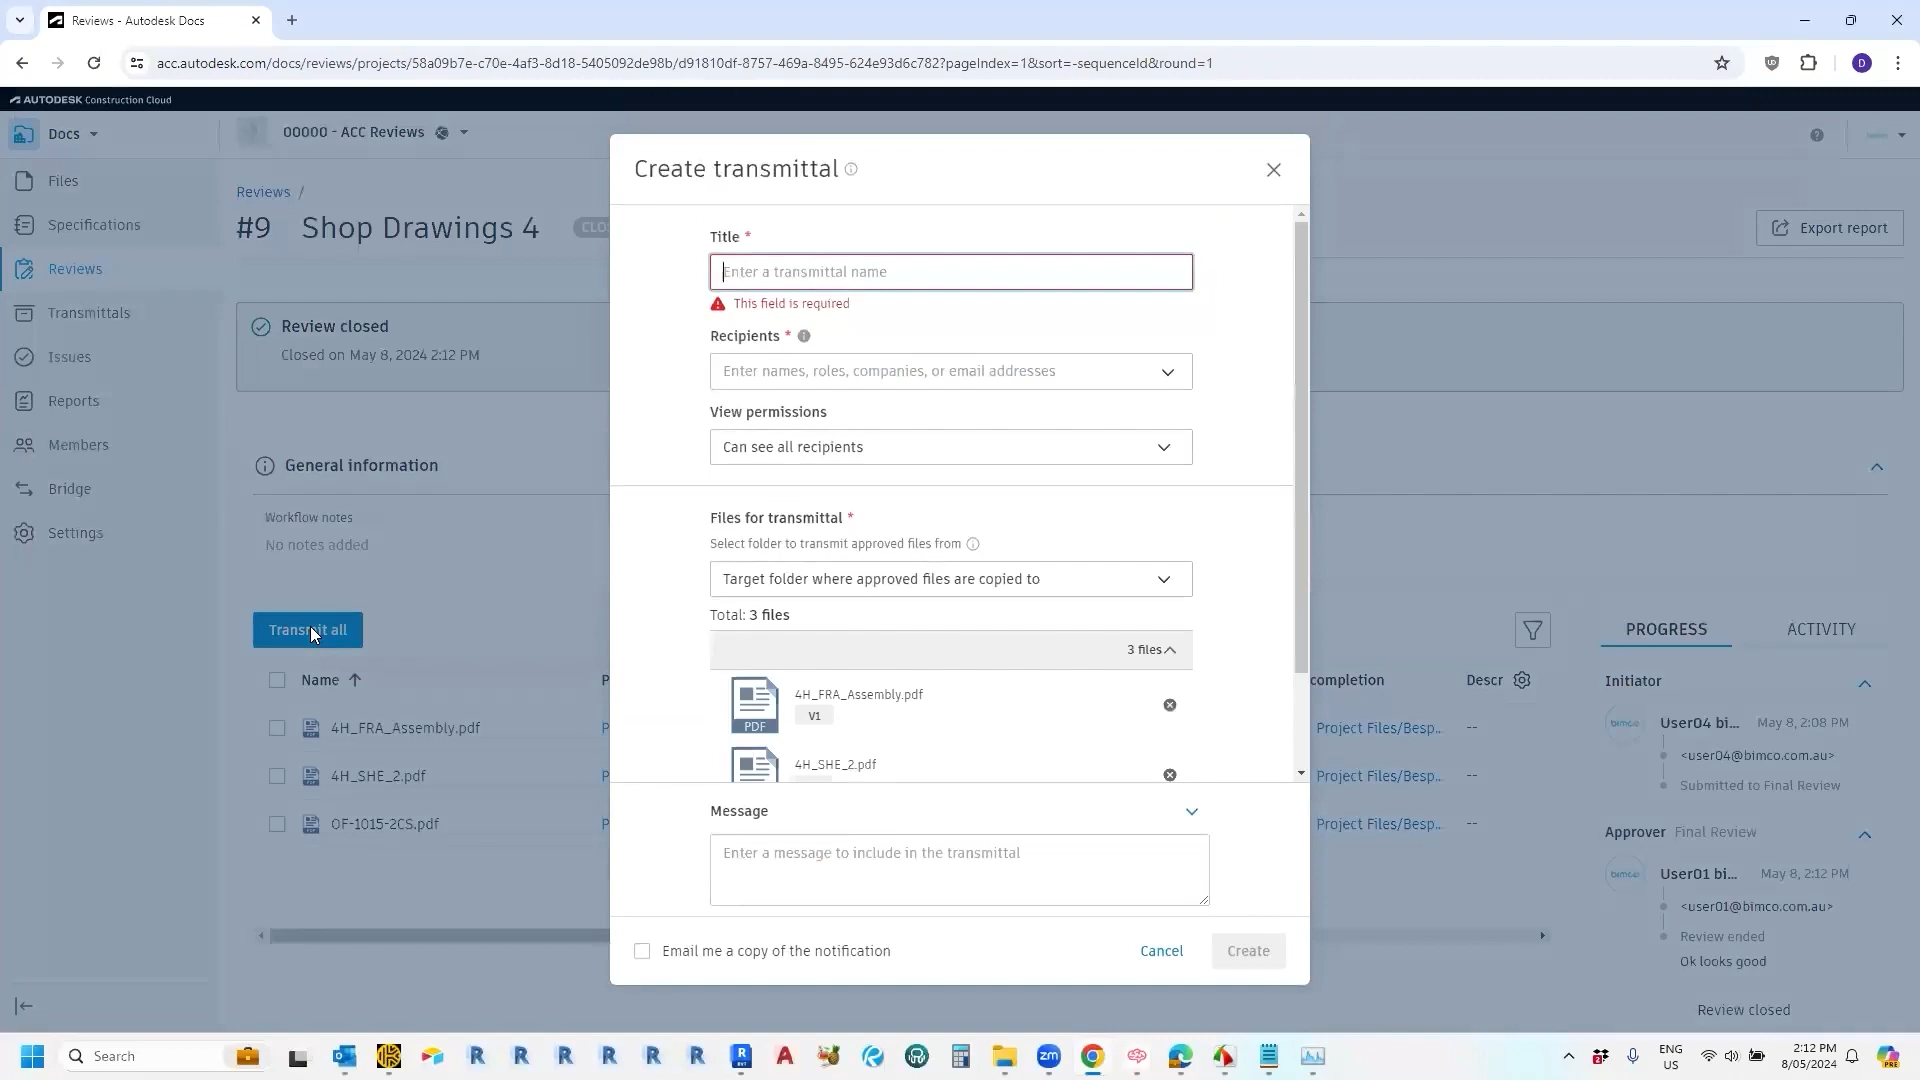 Reviews - Autodesk Docs
acc.autodesk.com/docs/reviews/projects/58a09b7e-c70e-4af3-8d18-5405092de98b/d91810df-8757-469a-8495-624e93d6c782?pageIndex=1&sort=-sequenceId&round=1
D
AUTODESK Construction Cloud
Docs
00000 - ACC Reviews
Files
Specifications
Reviews
Transmittals
Issues
Reports
Members
Bridge
Settings
Reviews /
#9 Shop Drawings 4
CLO
Export report
Review closed
Closed on May 8, 2024 2:12 PM
General information
Workflow notes
No notes added
Transmit all
Name
P
completion
Descr
4H_FRA_Assembly.pdf
P
Project Files/Besp...
--
4H_SHE_2.pdf
P
Project Files/Besp...
--
OF-1015-2CS.pdf
P
Project Files/Besp...
--
Create transmittal
Title *
Enter a transmittal name
This field is required
Recipients *
Enter names, roles, companies, or email addresses
View permissions
Can see all recipients
Files for transmittal *
Select folder to transmit approved files from
Target folder where approved files are copied to
Total: 3 files
3 files
PDF
4H_FRA_Assembly.pdf
V1
4H_SHE_2.pdf
Message
Enter a message to include in the transmittal
Email me a copy of the notification
Cancel
Create
PROGRESS
ACTIVITY
Initiator
bimco
User04 bi...
May 8, 2:08 PM
<user04@bimco.com.au>
Submitted to Final Review
Approver Final Review
bimco
User01 bi...
May 8, 2:12 PM
<user01@bimco.com.au>
Review ended
Ok looks good
Review closed
Search
zm
ENG
US
2:12 PM
8/05/2024
PRE